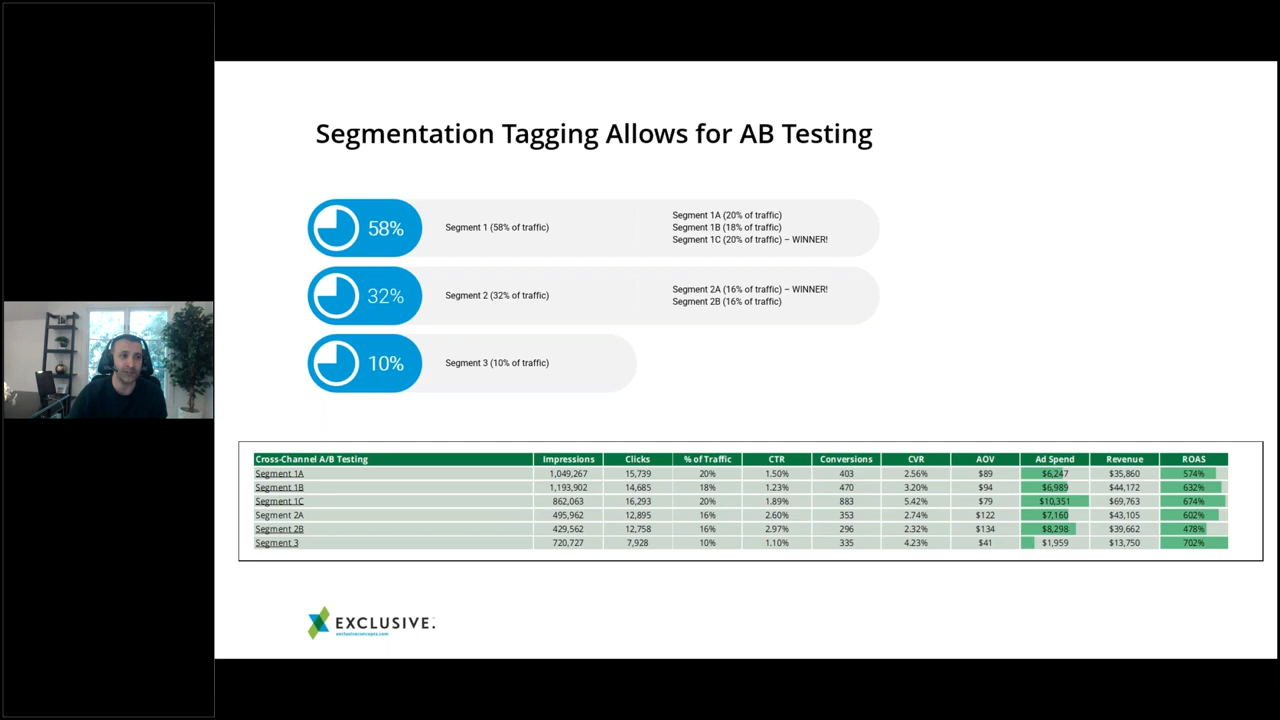 Segmentation Tagging Allows for AB Testing
58%
Segment 1 (58% of traffic)
Segment 1A (20% of traffic)
Segment 1B (18% of traffic)
Segment 1C (20% of traffic) – WINNER!
32%
Segment 2 (32% of traffic)
Segment 2A (16% of traffic) – WINNER!
Segment 2B (16% of traffic)
10%
Segment 3 (10% of traffic)
Cross-Channel A/B Testing Impressions Clicks % of Traffic CTR Conversions CVR AOV Ad Spend Revenue ROAS
Segment 1A 1,049,267 15,739 20% 1.50% 403 2.56% $89 $6,247 $35,860 574%
Segment 1B 1,193,902 14,685 18% 1.23% 470 3.20% $94 $6,989 $44,172 632%
Segment 1C 862,063 16,293 20% 1.89% 883 5.42% $79 $10,351 $69,763 674%
Segment 2A 495,962 12,895 16% 2.60% 353 2.74% $122 $7,160 $43,105 602%
Segment 2B 429,562 12,758 16% 2.97% 296 2.32% $134 $8,298 $39,662 478%
Segment 3 720,727 7,928 10% 1.10% 335 4.23% $41 $1,959 $13,750 702%
EXCLUSIVE.
exclusiveconcepts.com